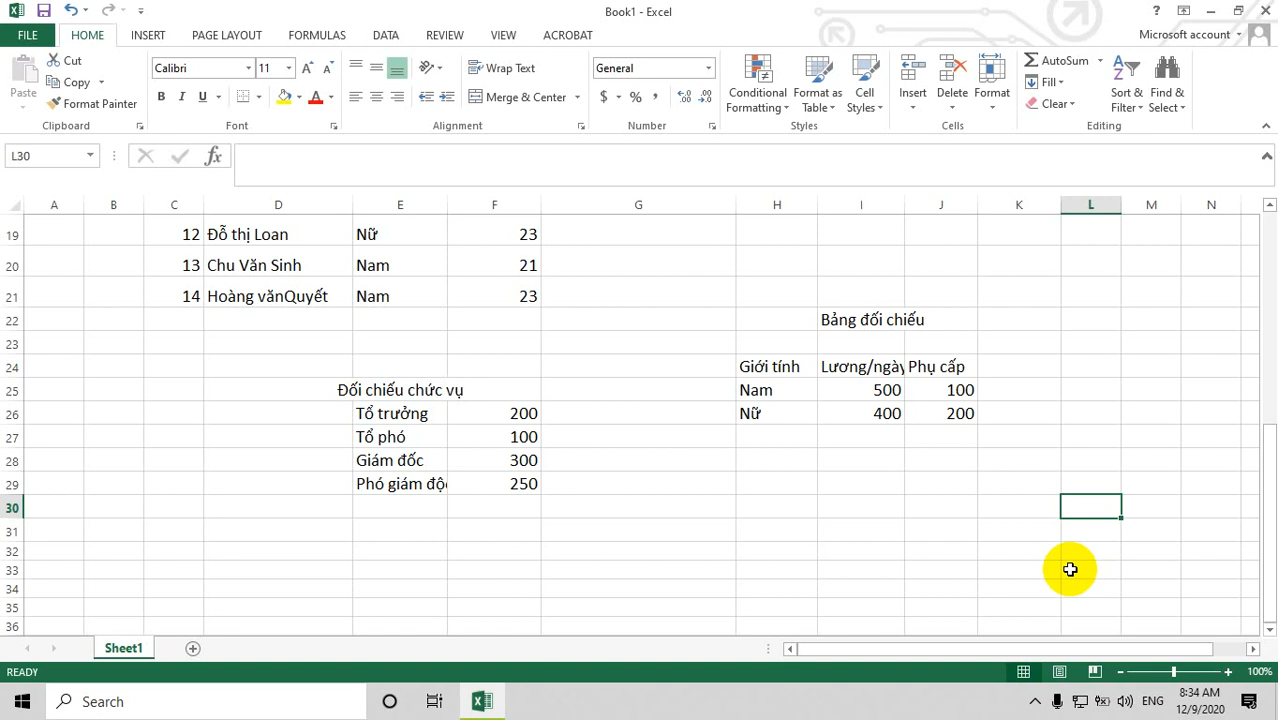 Book1 - Excel
FILE HOME INSERT PAGE LAYOUT FORMULAS DATA REVIEW VIEW ACROBAT Microsoft account
Paste Cut Copy Format Painter Clipboard
Calibri 11 B I U A Font
Wrap Text Merge & Center Alignment
General $ % , Number
Conditional Formatting Format as Table Cell Styles Styles
Insert Delete Format Cells
AutoSum Fill Clear Sort & Filter Find & Select Editing
L30 fx
A B C D E F G H I J K L M N
19 12 Đỗ thị Loan Nữ 23
20 13 Chu Văn Sinh Nam 21
21 14 Hoàng vănQuyết Nam 23
22 Bảng đối chiếu
23
24 Giới tính Lương/ngày Phụ cấp
25 Đối chiếu chức vụ Nam 500 100
26 Tổ trưởng 200 Nữ 400 200
27 Tổ phó 100
28 Giám đốc 300
29 Phó giám độc 250
30
31
32
33
34
35
36
Sheet1
READY 100%
Search ENG 8:34 AM
12/9/2020